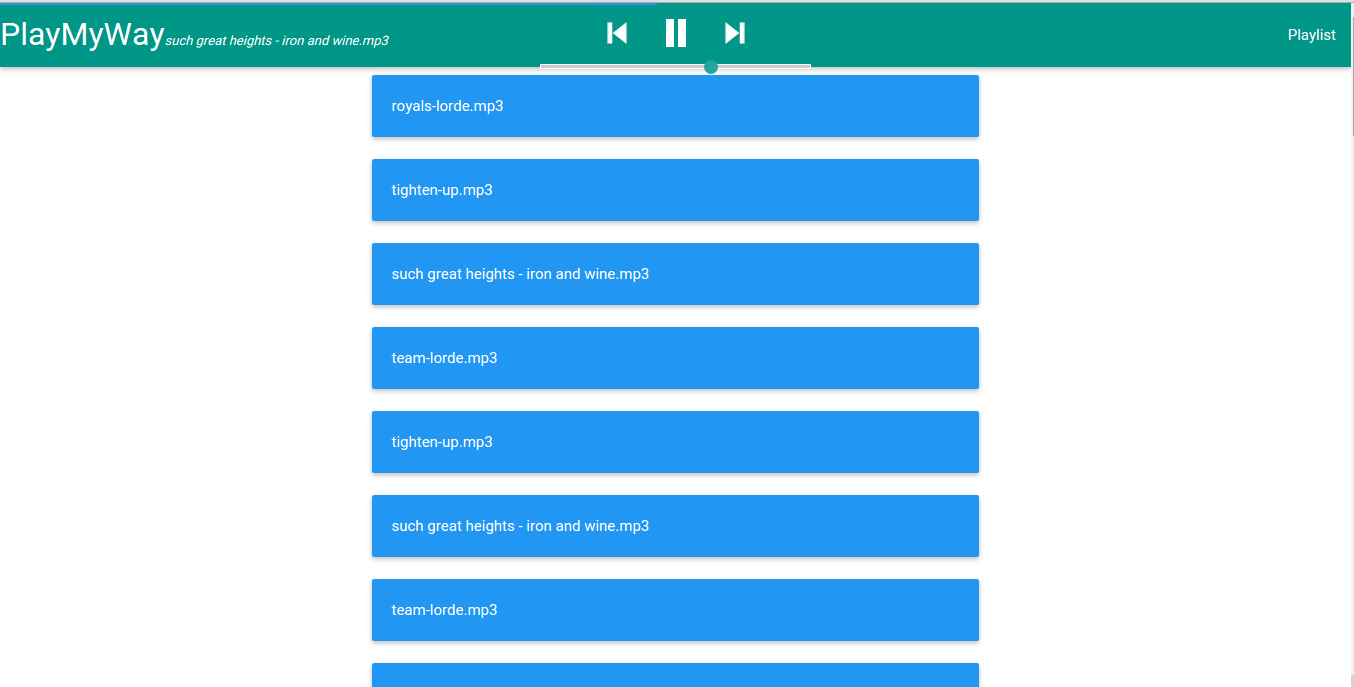 PlayMyWay such great heights - iron and wine.mp3 Playlist
royals-lorde.mp3
tighten-up.mp3
such great heights - iron and wine.mp3
team-lorde.mp3
tighten-up.mp3
such great heights - iron and wine.mp3
team-lorde.mp3